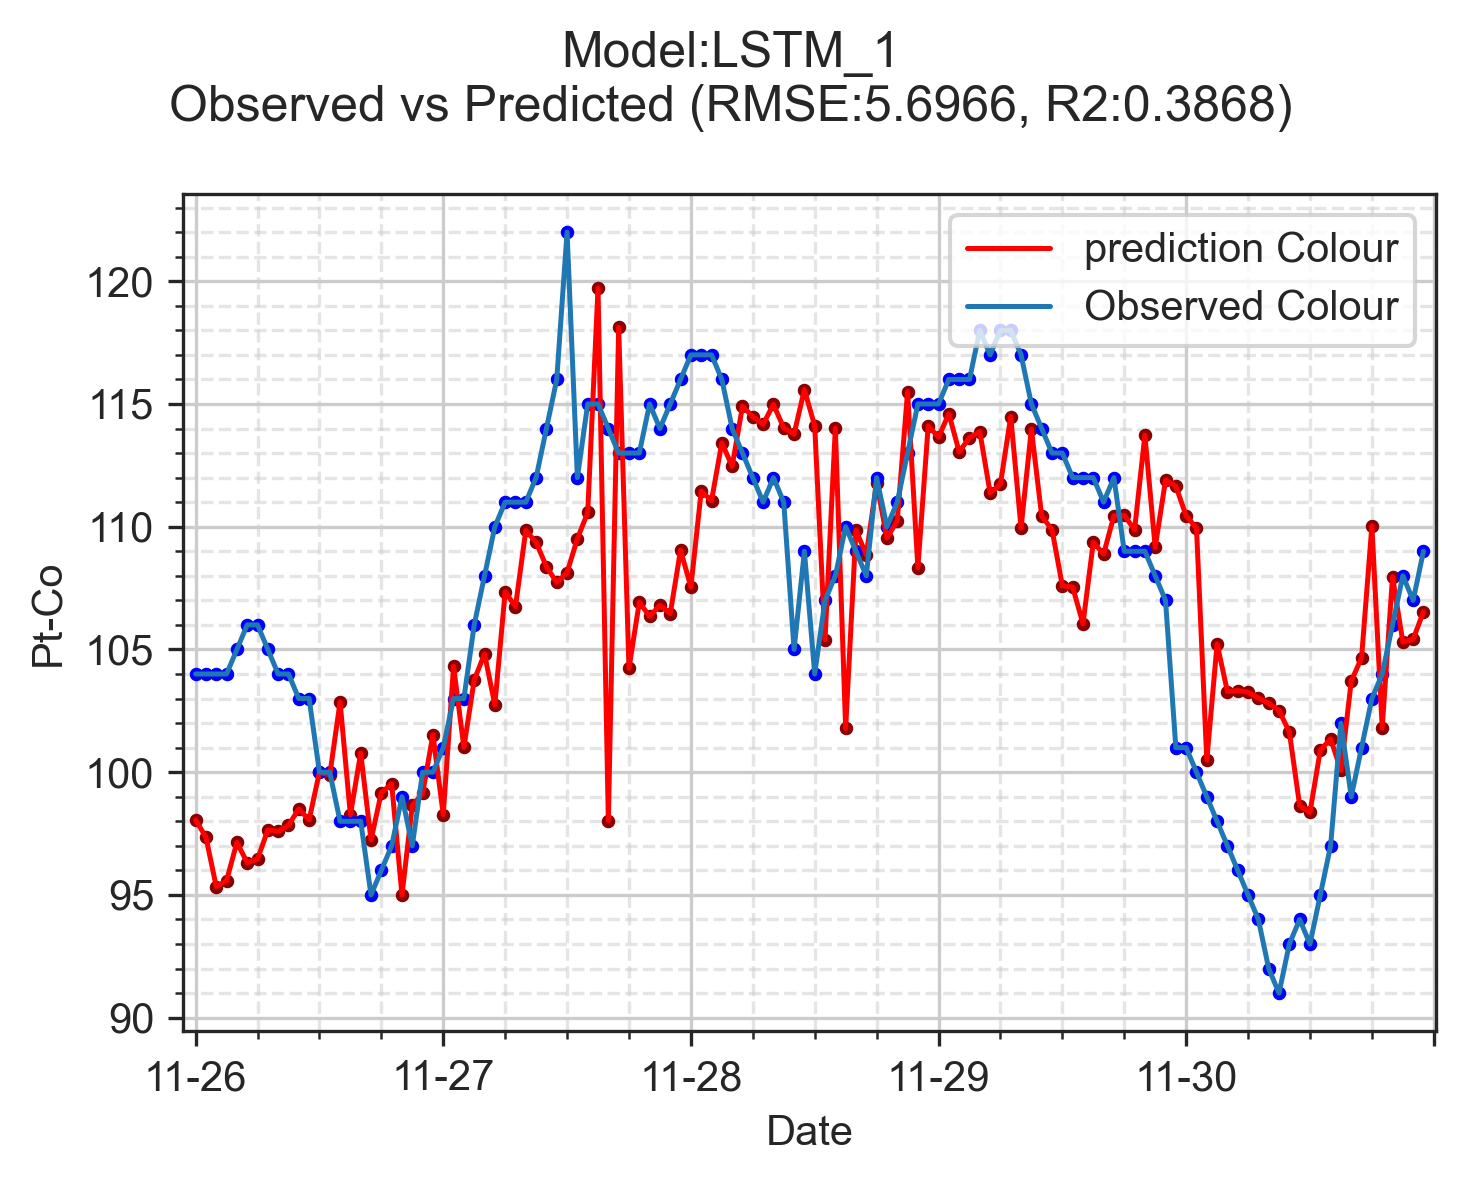 Model:LSTM_1
Observed vs Predicted (RMSE:5.6966, R2:0.3868)
prediction Colour
Observed Colour
120
115
110
105
100
95
90
Pt-Co
11-26
11-27
11-28
11-29
11-30
Date